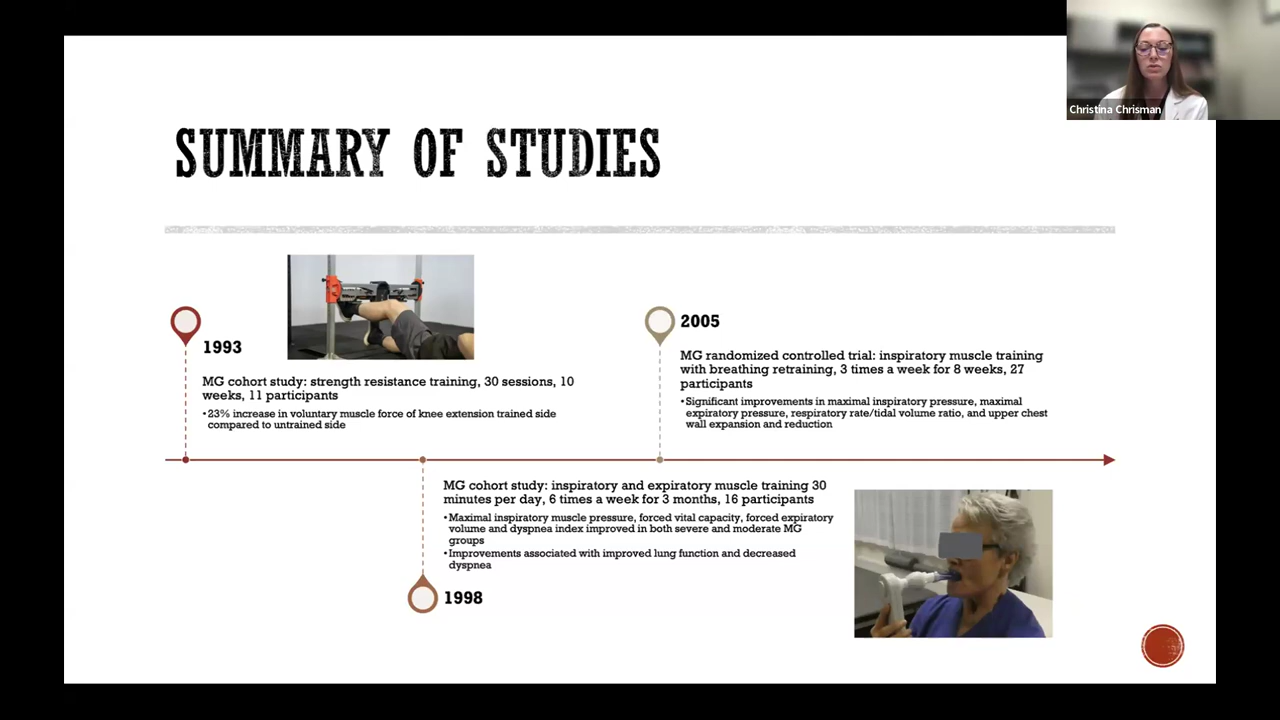 Christina Chrisman
SUMMARY OF STUDIES
1993
MG cohort study: strength resistance training, 30 sessions, 10
weeks, 11 participants
•23% increase in voluntary muscle force of knee extension trained side
compared to untrained side
MG cohort study: inspiratory and expiratory muscle training 30
minutes per day, 6 times a week for 3 months, 16 participants
•Maximal inspiratory muscle pressure, forced vital capacity, forced expiratory
volume and dyspnea index improved in both severe and moderate MG
groups
•Improvements associated with improved lung function and decreased
dyspnea
1998
2005
MG randomized controlled trial: inspiratory muscle training
with breathing retraining, 3 times a week for 8 weeks, 27
participants
•Significant improvements in maximal inspiratory pressure, maximal
expiratory pressure, respiratory rate/tidal volume ratio, and upper chest
wall expansion and reduction